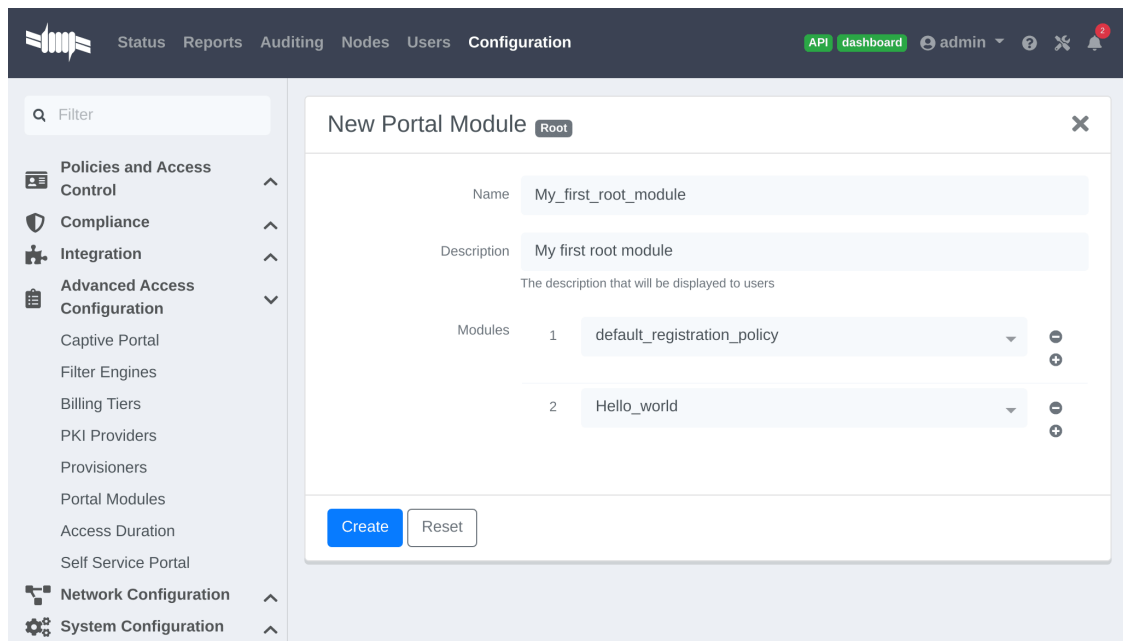 Status Reports Auditing Nodes Users Configuration API dashboard admin 2
Filter
Policies and Access
Control
Compliance
Integration
Advanced Access
Configuration
Captive Portal
Filter Engines
Billing Tiers
PKI Providers
Provisioners
Portal Modules
Access Duration
Self Service Portal
Network Configuration
System Configuration
New Portal Module Root
Name My_first_root_module
Description My first root module
The description that will be displayed to users
Modules 1 default_registration_policy
2 Hello_world
Create Reset